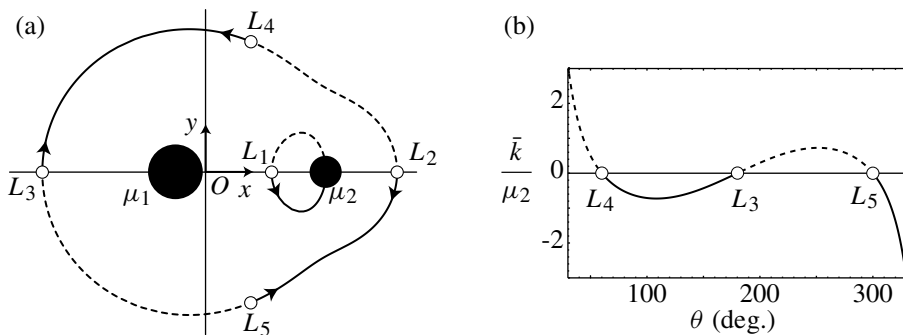 (a)
L₄
y
L₁
L₂
L₃
μ₁
O
x
μ₂
L₅
(b)
k̄
μ₂
2
0
-2
L₄
L₃
L₅
100
200
300
θ (deg.)